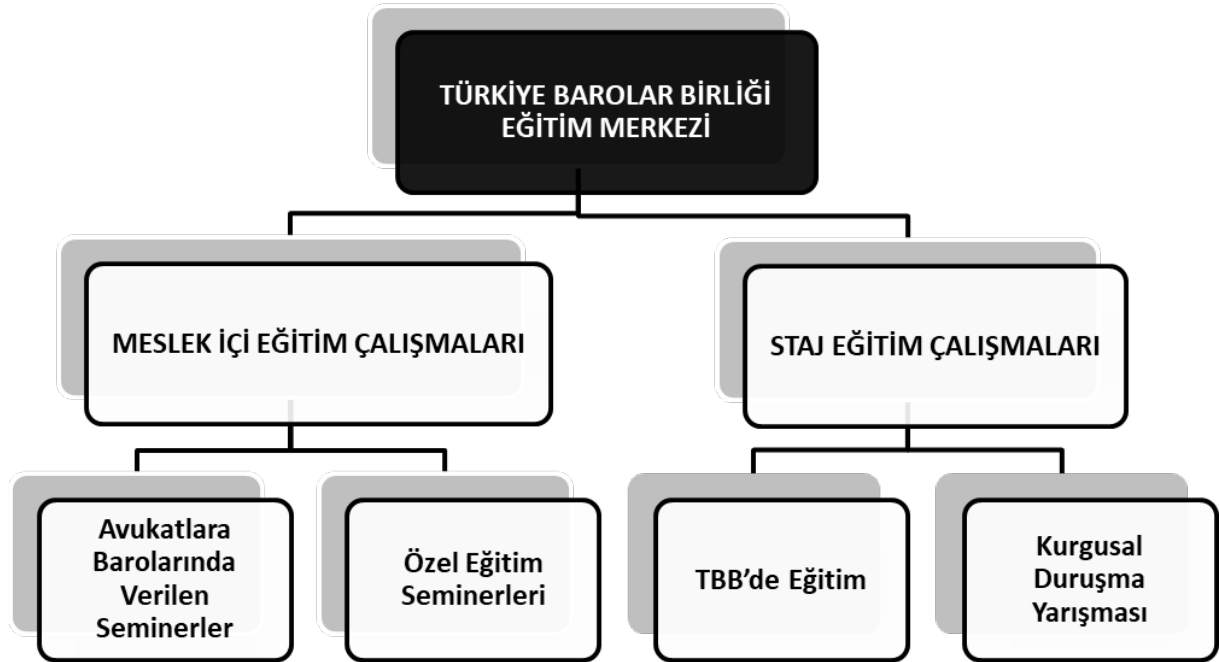 TÜRKİYE BAROLAR BİRLİĞİ
EĞİTİM MERKEZİ
MESLEK İÇİ EĞİTİM ÇALIŞMALARI
STAJ EĞİTİM ÇALIŞMALARI
Avukatlara
Barolarında
Verilen
Seminerler
Özel Eğitim
Seminerleri
TBB’de Eğitim
Kurgusal
Duruşma
Yarışması